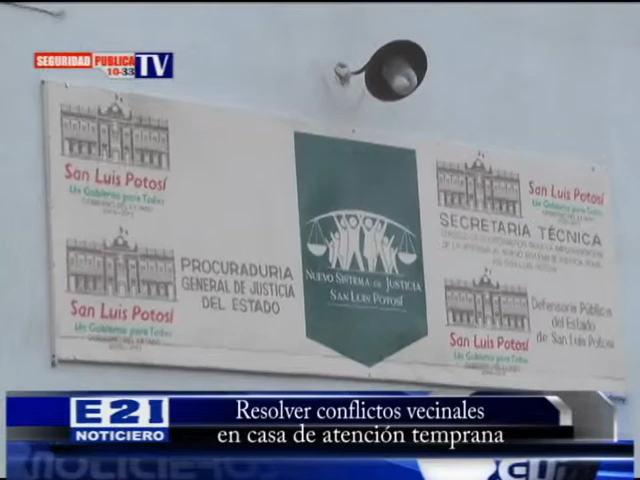 SEGURIDAD PUBLICA
10-33
TV
San Luis Potosí
Un Gobierno para Todos
San Luis Potosí
Un Gobierno para Todos
PROCURADURIA
GENERAL DE JUSTICIA
DEL ESTADO
NUEVO SISTEMA DE JUSTICIA
SAN LUIS POTOSÍ
San Luis Potosí
Un Gobierno para Todos
SECRETARIA TÉCNICA
San Luis Potosí
Un Gobierno para Todos
Defensoría Pública
del Estado
de San Luis Potosí
E2I
NOTICIERO
Resolver conflictos vecinales
en casa de atención temprana